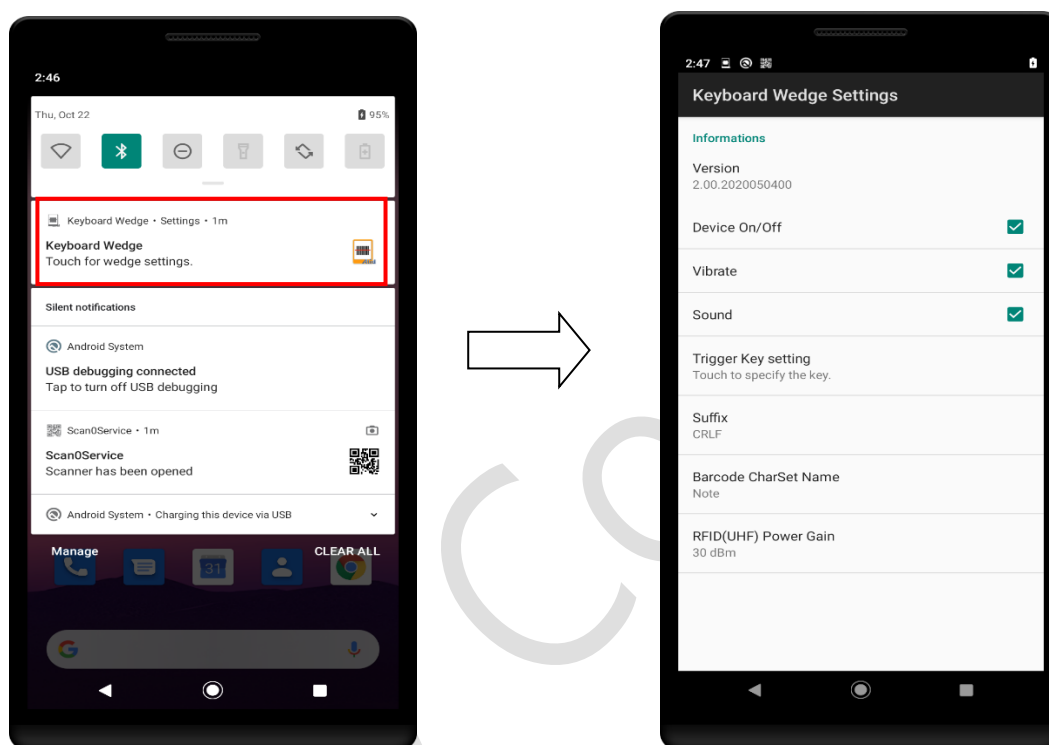 2:46
Thu, Oct 22
95%
Keyboard Wedge • Settings • 1m
Keyboard Wedge
Touch for wedge settings.
Silent notifications
Android System
USB debugging connected
Tap to turn off USB debugging
Scan0Service • 1m
Scan0Service
Scanner has been opened
Android System • Charging this device via USB
Manage
CLEAR ALL
31
G
2:47
Keyboard Wedge Settings
Informations
Version
2.00.2020050400
Device On/Off
Vibrate
Sound
Trigger Key setting
Touch to specify the key.
Suffix
CRLF
Barcode CharSet Name
Note
RFID(UHF) Power Gain
30 dBm